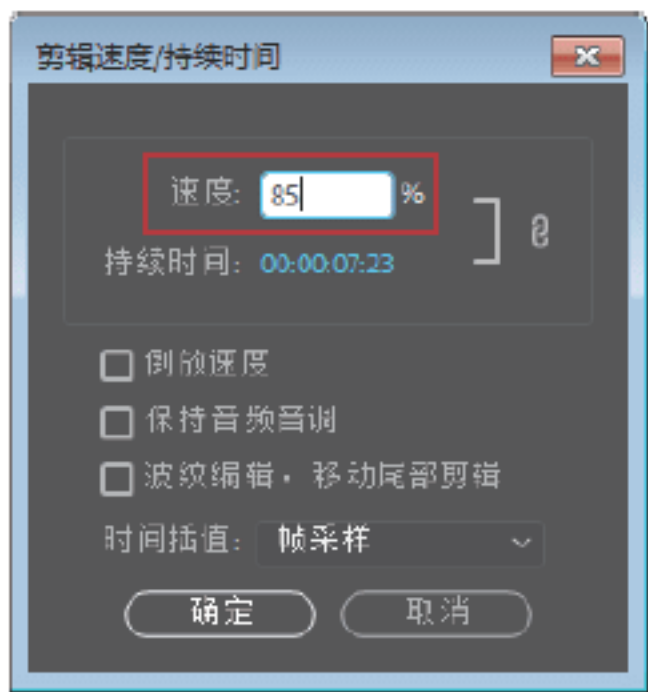 剪辑速度/持续时间
速度: 85 %
持续时间: 00:00:07:23
倒放速度
保持音频音调
波纹编辑，移动尾部剪辑
时间插值: 帧采样
确定 取消